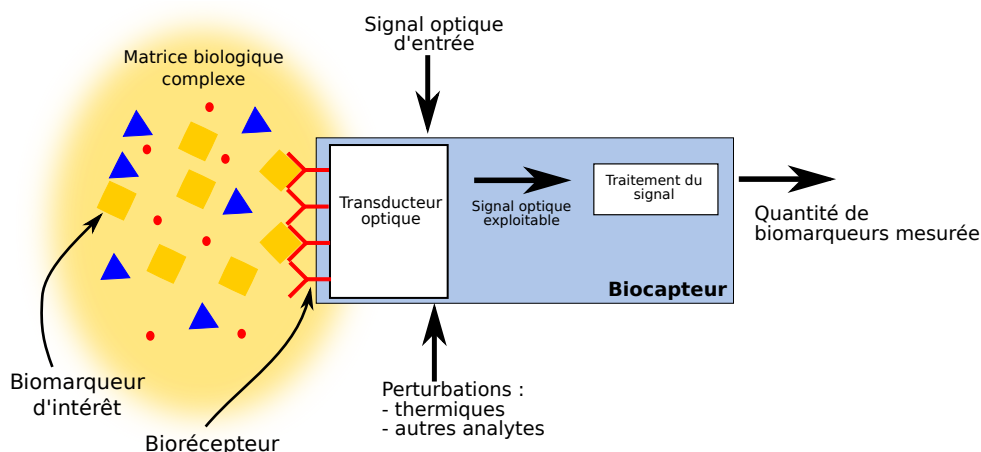 Signal optique
d'entrée
Matrice biologique
complexe
Transducteur
optique
Signal optique
exploitable
Traitement du
signal
Quantité de
biomarqueurs mesurée
Biocapteur
Biomarqueur
d'intérêt
Biorécepteur
Perturbations :
- thermiques
- autres analytes